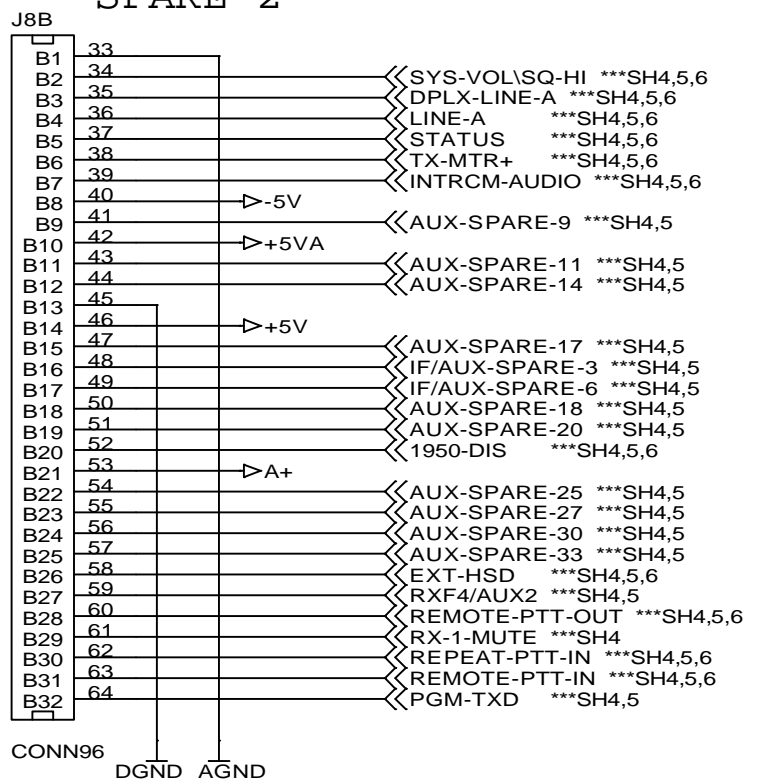 SPARE 2
J8B
B1 33
B2 34 SYS-VOL\SQ-HI ***SH4,5,6
B3 35 DPLX-LINE-A ***SH4,5,6
B4 36 LINE-A ***SH4,5,6
B5 37 STATUS ***SH4,5,6
B6 38 TX-MTR+ ***SH4,5,6
B7 39 INTRCM-AUDIO ***SH4,5,6
B8 40 -5V
B9 41 AUX-SPARE-9 ***SH4,5
B10 42 +5VA
B11 43 AUX-SPARE-11 ***SH4,5
B12 44 AUX-SPARE-14 ***SH4,5
B13 45
B14 46 +5V
B15 47 AUX-SPARE-17 ***SH4,5
B16 48 IF/AUX-SPARE-3 ***SH4,5
B17 49 IF/AUX-SPARE-6 ***SH4,5
B18 50 AUX-SPARE-18 ***SH4,5
B19 51 AUX-SPARE-20 ***SH4,5
B20 52 1950-DIS ***SH4,5,6
B21 53 A+
B22 54 AUX-SPARE-25 ***SH4,5
B23 55 AUX-SPARE-27 ***SH4,5
B24 56 AUX-SPARE-30 ***SH4,5
B25 57 AUX-SPARE-33 ***SH4,5
B26 58 EXT-HSD ***SH4,5,6
B27 59 RXF4/AUX2 ***SH4,5
B28 60 REMOTE-PTT-OUT ***SH4,5,6
B29 61 RX-1-MUTE ***SH4
B30 62 REPEAT-PTT-IN ***SH4,5,6
B31 63 REMOTE-PTT-IN ***SH4,5,6
B32 64 PGM-TXD ***SH4,5
CONN96
DGND AGND